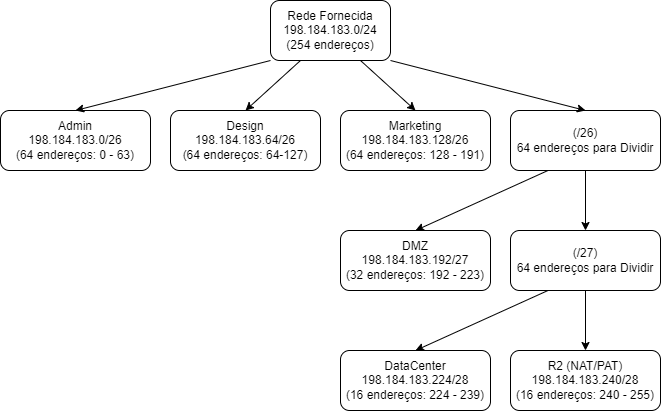 Rede Fornecida
198.184.183.0/24
(254 endereços)
Admin
198.184.183.0/26
(64 endereços: 0 - 63)
Design
198.184.183.64/26
(64 endereços: 64-127)
Marketing
198.184.183.128/26
(64 endereços: 128 - 191)
(/26)
64 endereços para Dividir
DMZ
198.184.183.192/27
(32 endereços: 192 - 223)
(/27)
64 endereços para Dividir
DataCenter
198.184.183.224/28
(16 endereços: 224 - 239)
R2 (NAT/PAT)
198.184.183.240/28
(16 endereços: 240 - 255)